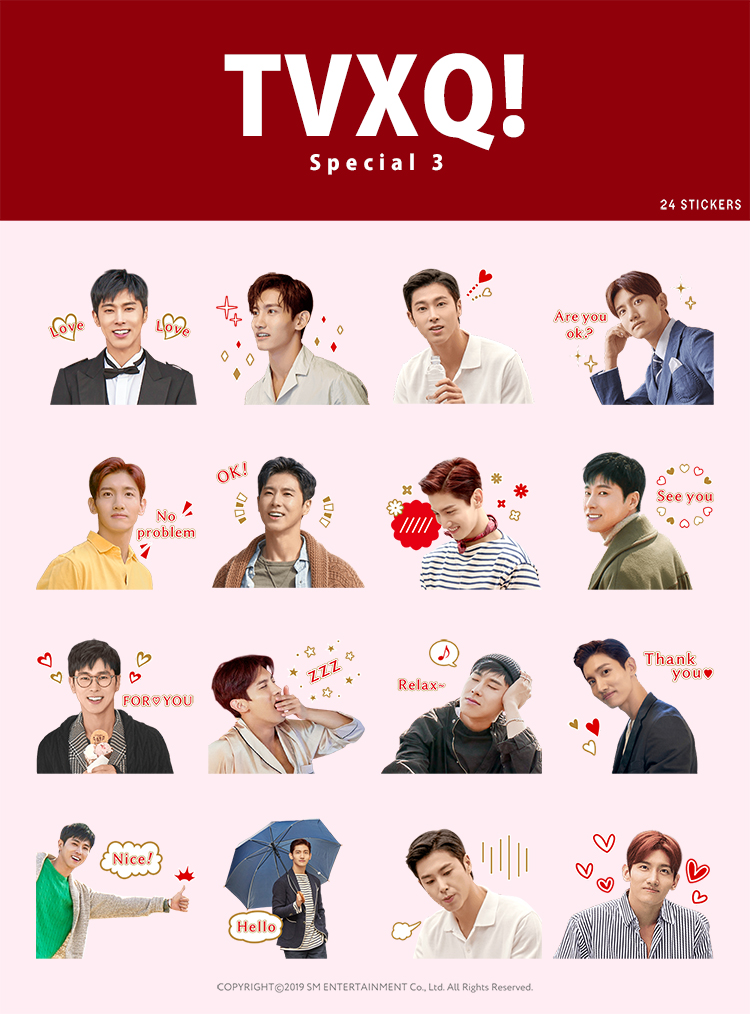 TVXQ!
Special 3
24 STICKERS
Love
Love
Are you
ok?
No
problem
OK!
See you
FOR♡YOU
ZZZ
Relax~
Thank
you♥
Nice!
Hello
COPYRIGHT©2019 SM ENTERTAINMENT Co., Ltd. All Rights Reserved.